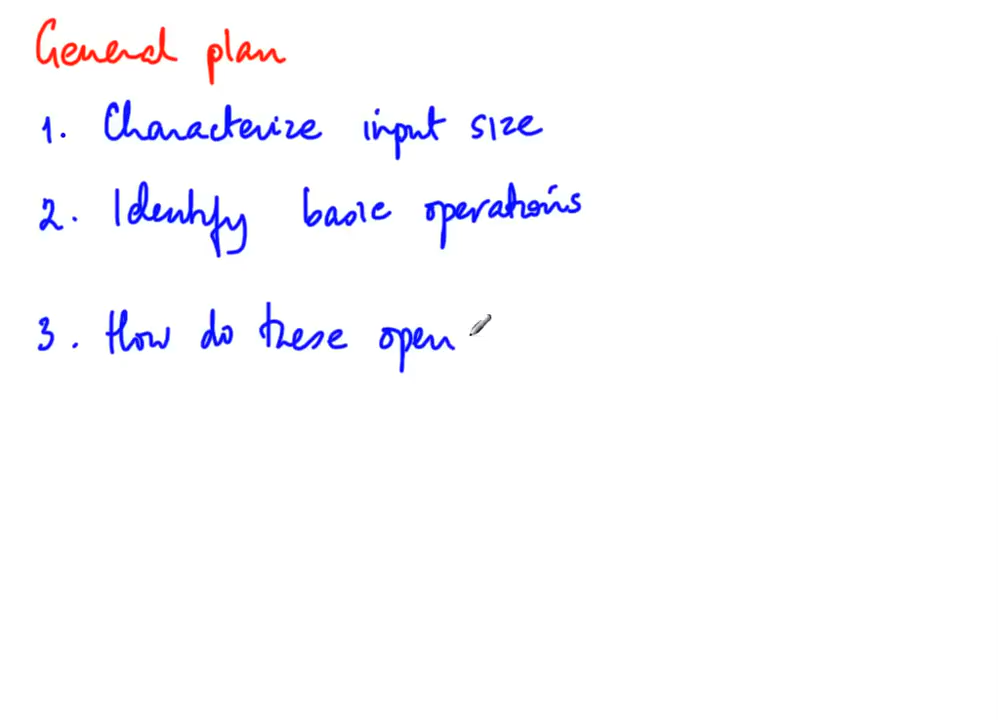 General plan
1. Characterize input size
2. Identify basic operations
3. How do these open